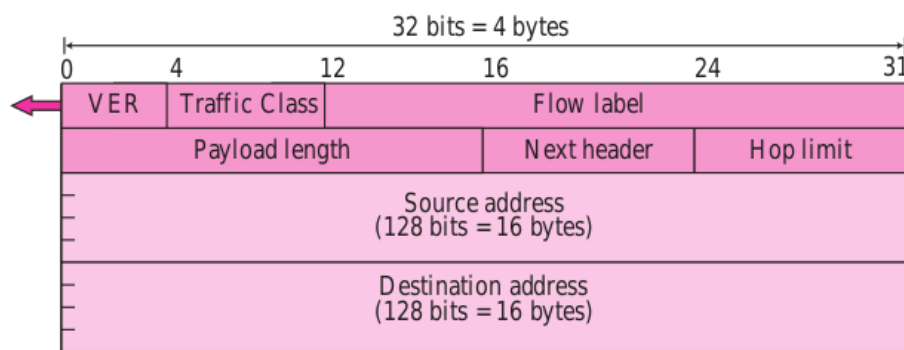 32 bits = 4 bytes
0 4 12 16 24 31
VER Traffic Class Flow label
Payload length Next header Hop limit
Source address
(128 bits = 16 bytes)
Destination address
(128 bits = 16 bytes)